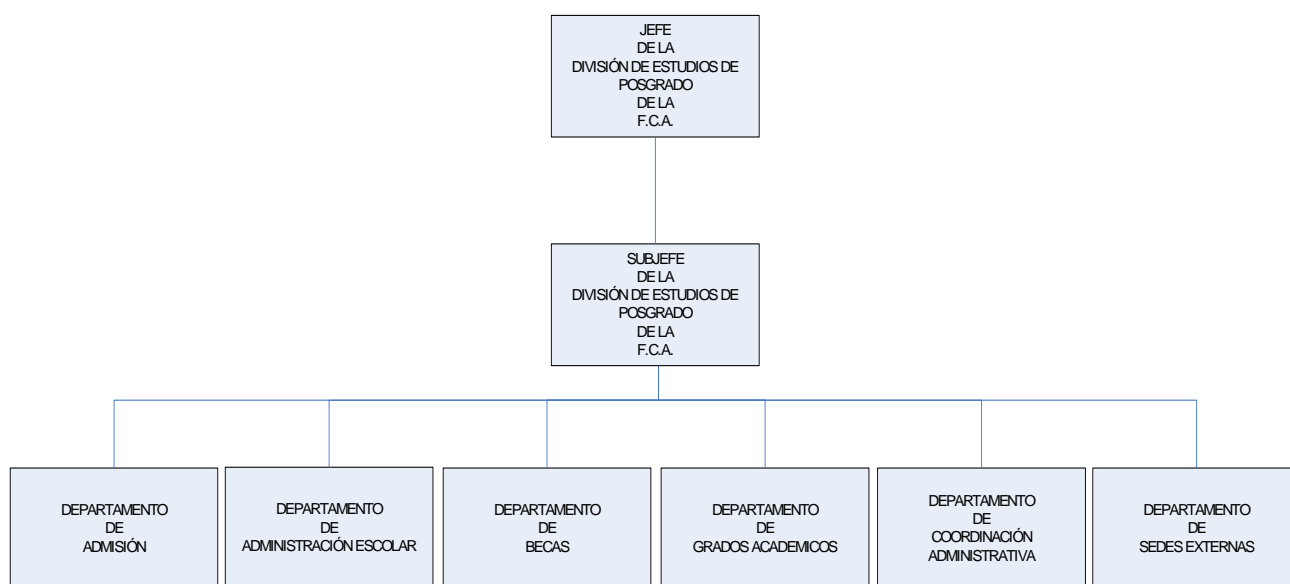 JEFE
DE LA
DIVISIÓN DE ESTUDIOS DE
POSGRADO
DE LA
F.C.A.
SUBJEFE
DE LA
DIVISIÓN DE ESTUDIOS DE
POSGRADO
DE LA
F.C.A.
DEPARTAMENTO
DE
ADMISIÓN
DEPARTAMENTO
DE
ADMINISTRACIÓN ESCOLAR
DEPARTAMENTO
DE
BECAS
DEPARTAMENTO
DE
GRADOS ACADEMICOS
DEPARTAMENTO
DE
COORDINACIÓN
ADMINISTRATIVA
DEPARTAMENTO
DE
SEDES EXTERNAS